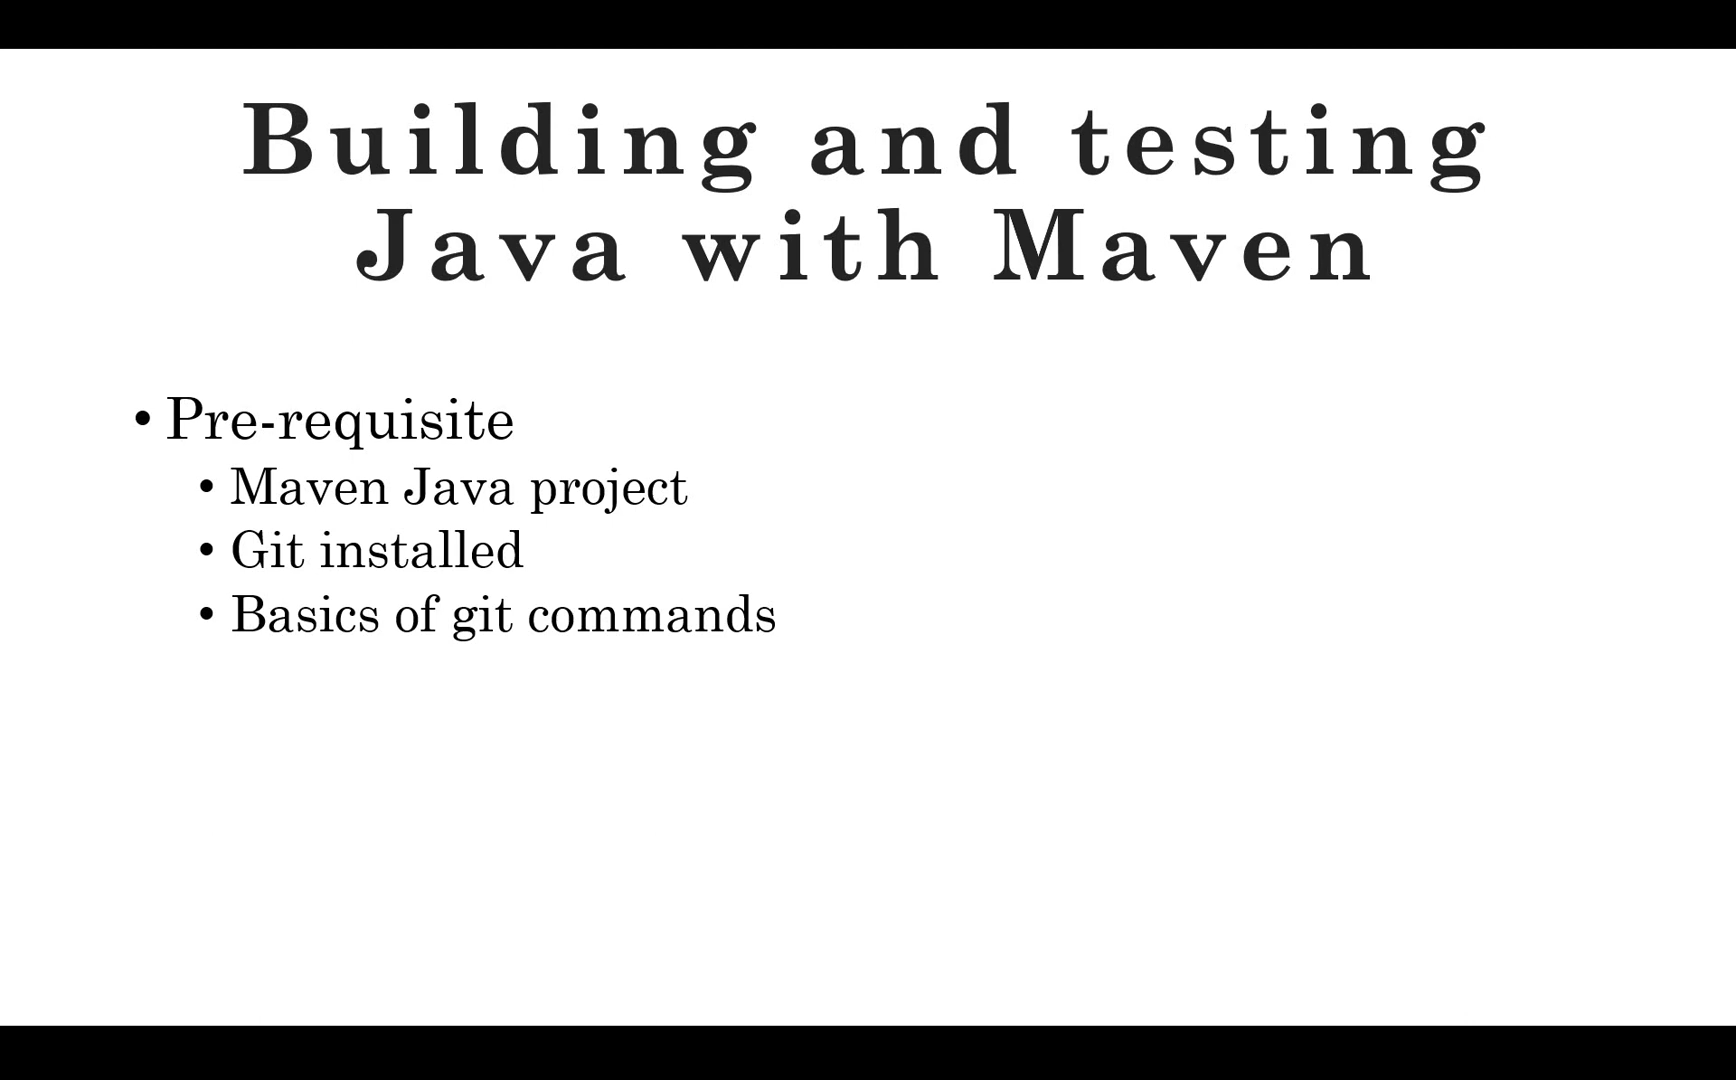 Building and testing
Java with Maven
• Pre-requisite
• Maven Java project
• Git installed
• Basics of git commands